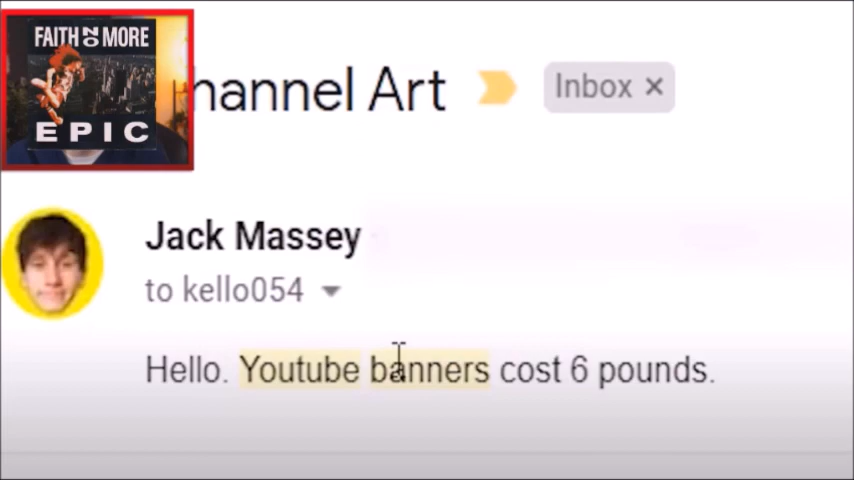 FAITH NO MORE
EPIC
hannel Art Inbox ×
Jack Massey
to kello054
Hello. Youtube banners cost 6 pounds.